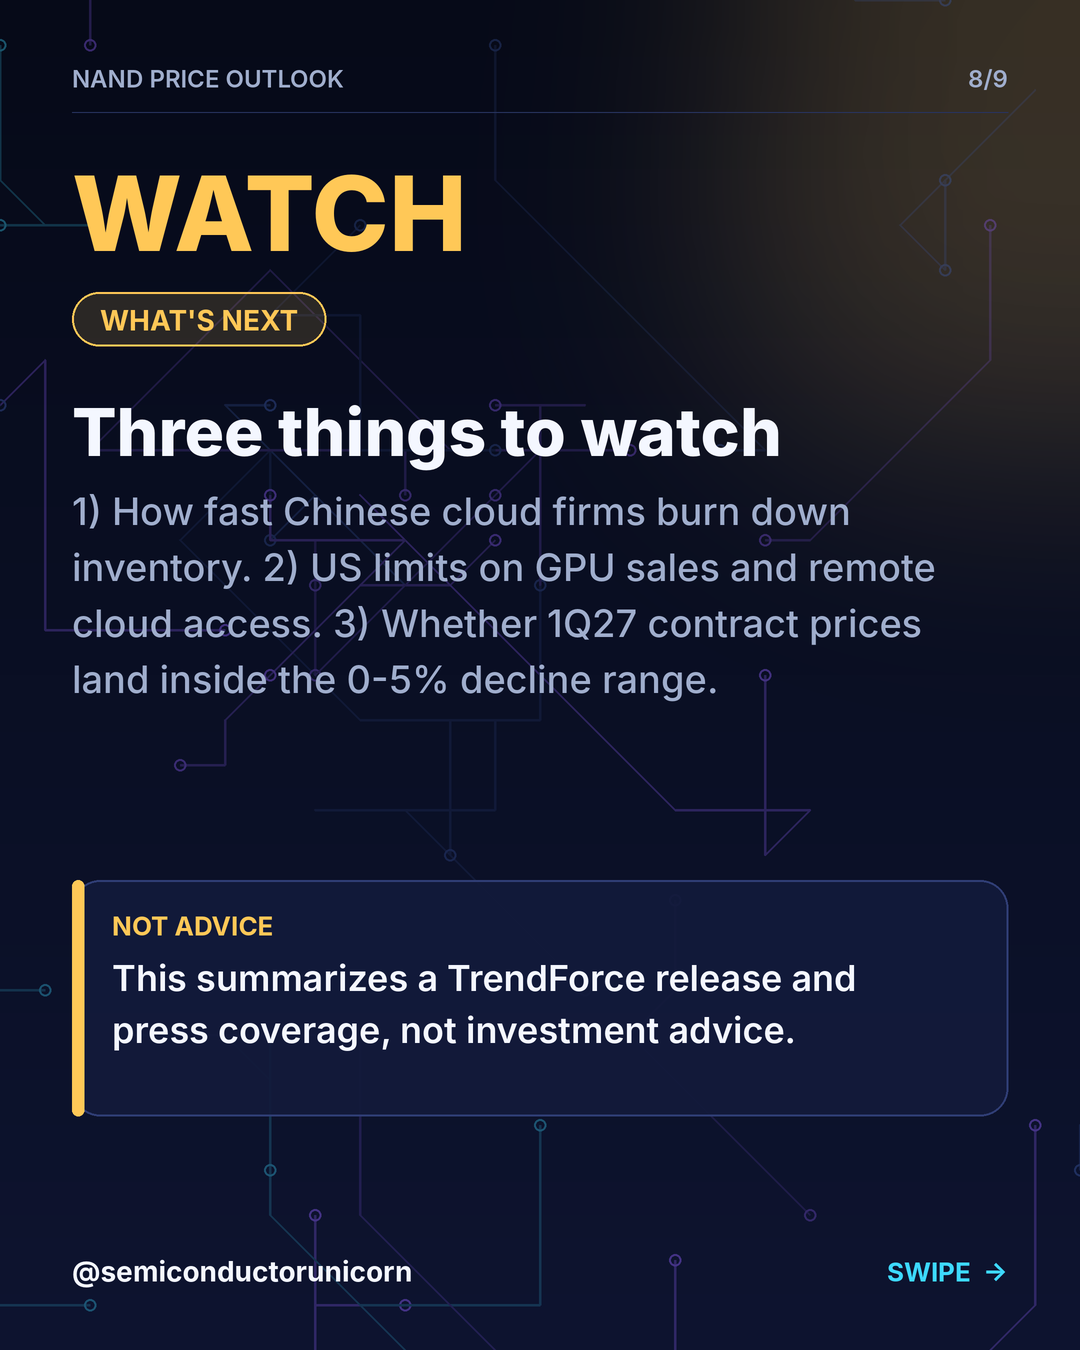 NAND PRICE OUTLOOK
8/9
WATCH
WHAT'S NEXT
Three things to watch
1) How fast Chinese cloud firms burn down
inventory. 2) US limits on GPU sales and remote
cloud access. 3) Whether 1Q27 contract prices
land inside the 0-5% decline range.
NOT ADVICE
This summarizes a TrendForce release and
press coverage, not investment advice.
@semiconductorunicorn
SWIPE →